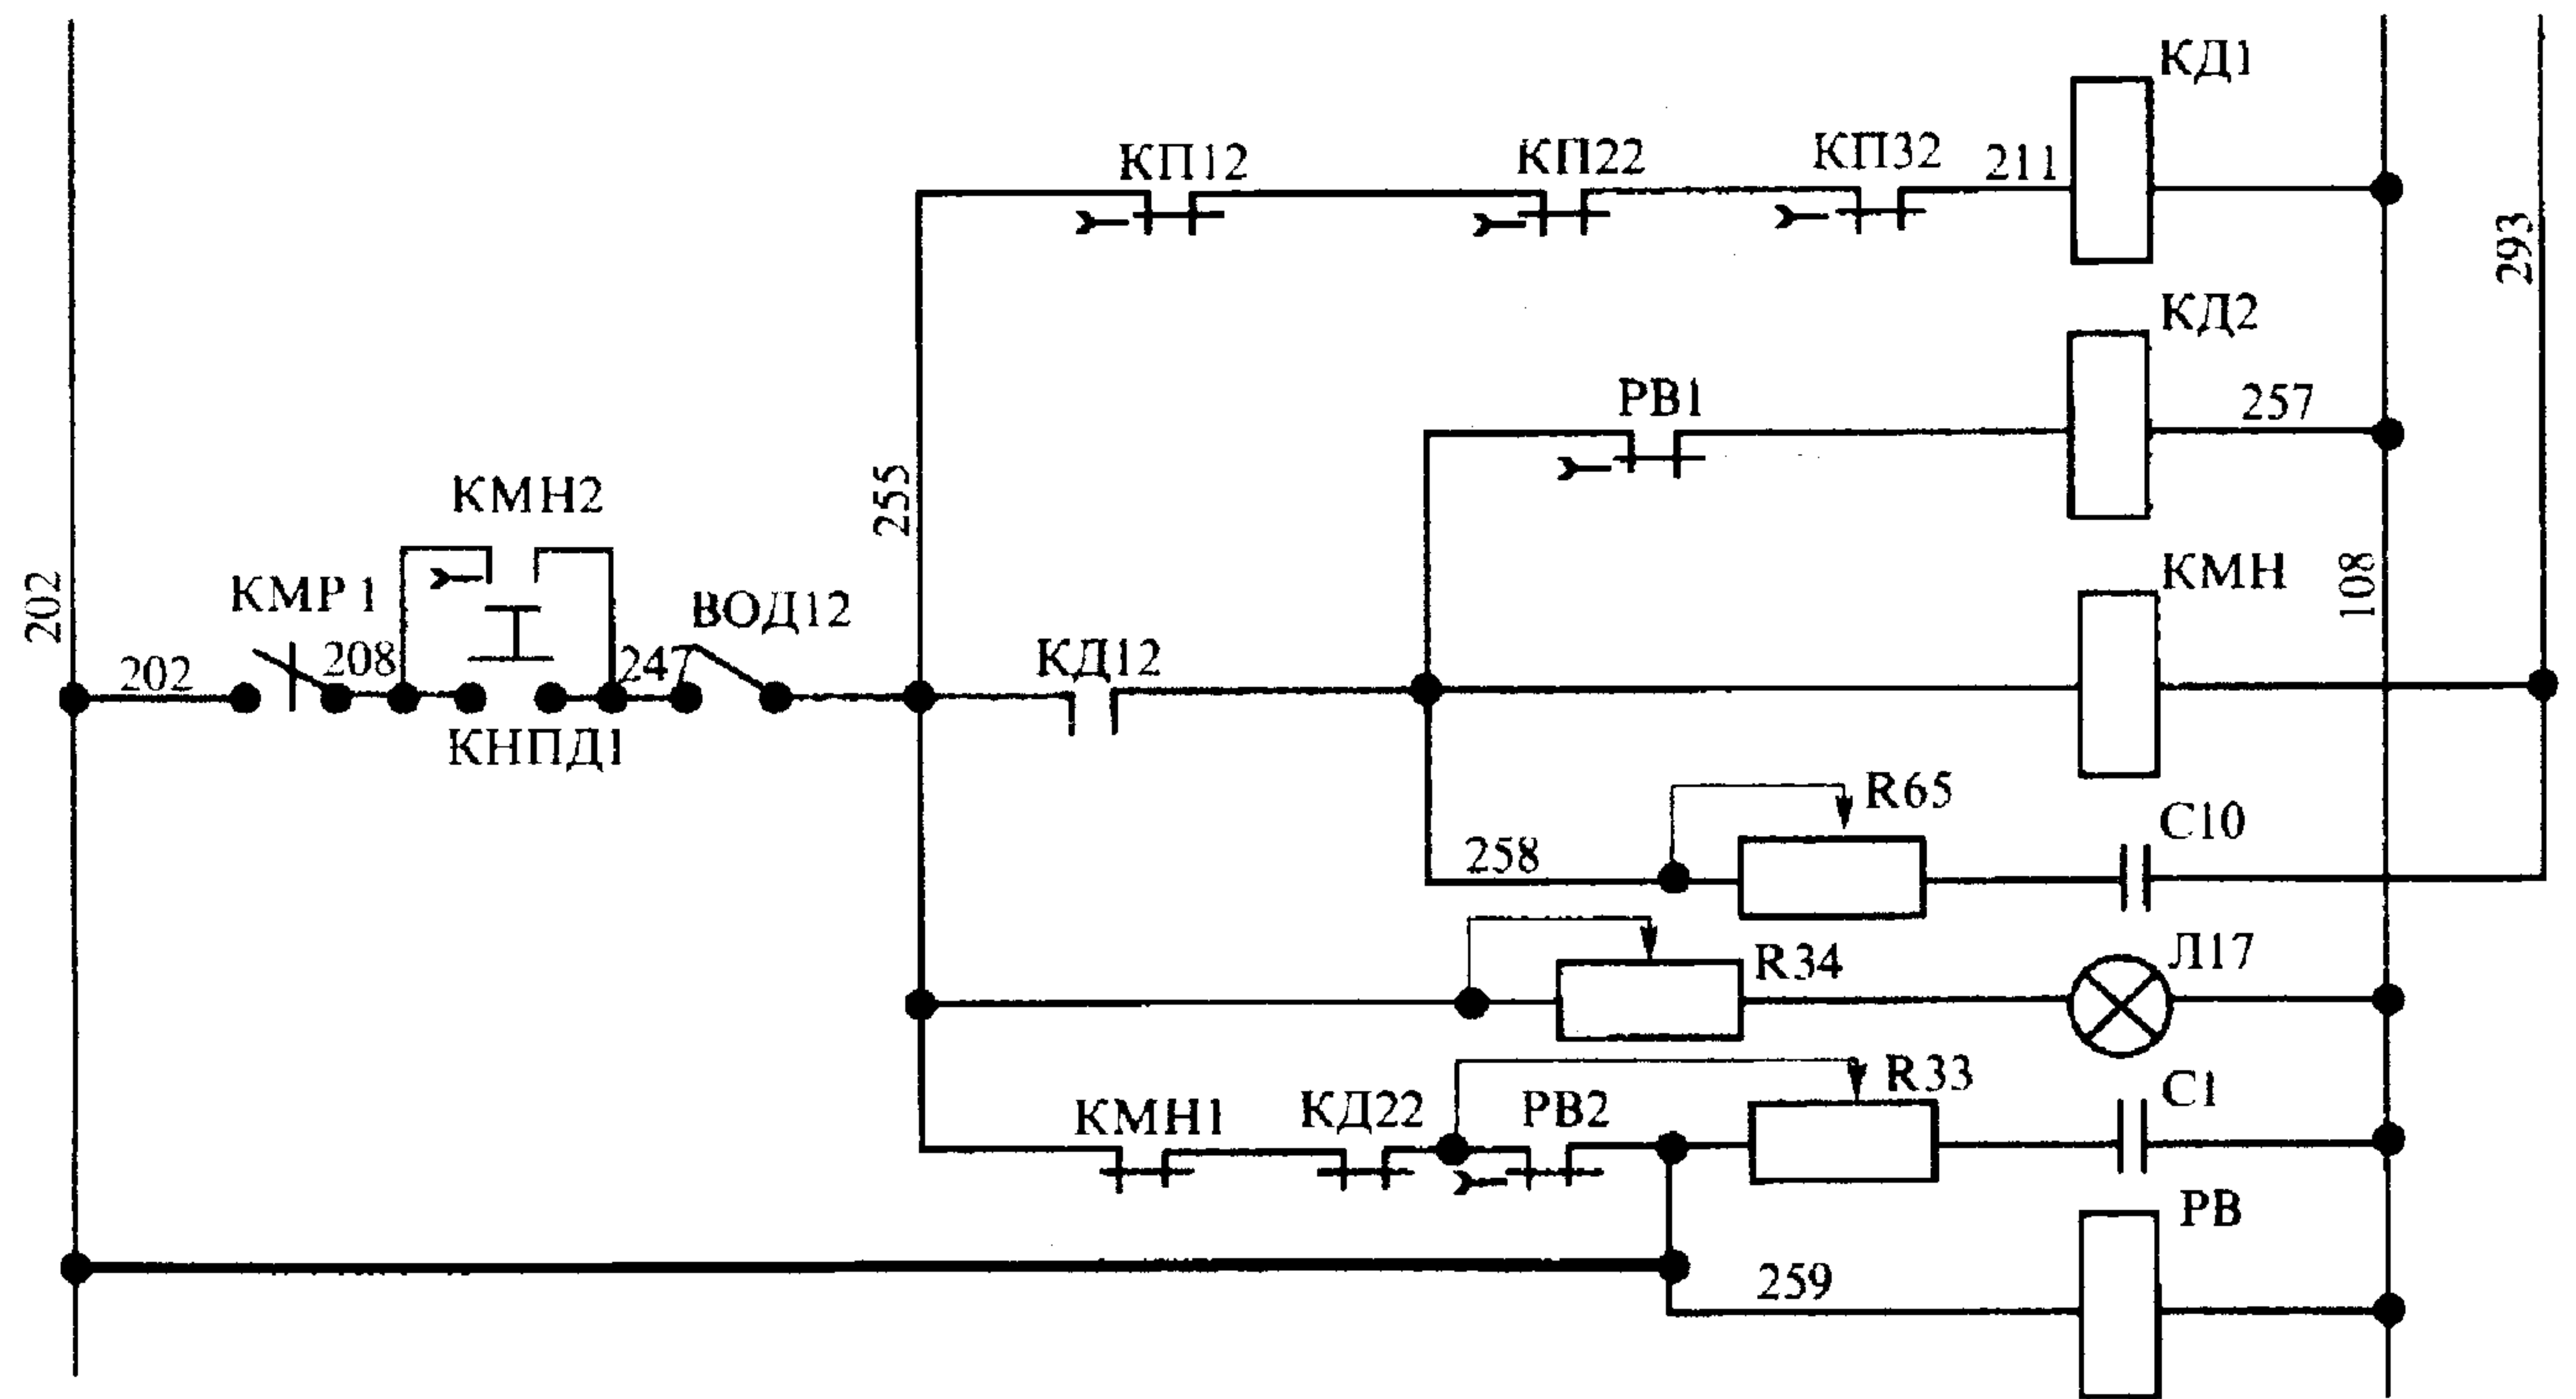 КД1
КП12
КП22
КП32
211
293
КД2
РВ1
257
255
КМН2
108
КМН
202
КМР 1
208
ВОД12
247
202
КД12
КНПД1
R65
С10
258
R34
Л17
R33
С1
КМН1
КД22
РВ2
РВ
259